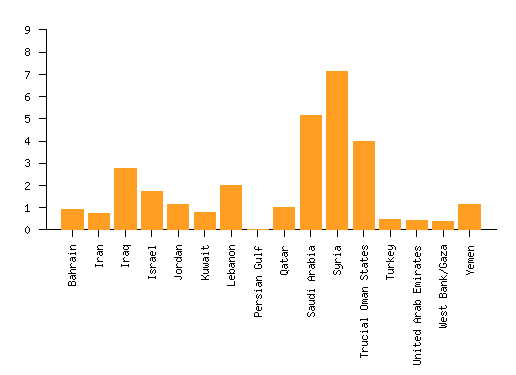 9
8
7
6
5
4
3
2
1
0
Bahrain
Iran
Iraq
Israel
Jordan
Kuwait
Lebanon
Persian Gulf
Qatar
Saudi Arabia
Syria
Trucial Oman States
Turkey
United Arab Emirates
West Bank/Gaza
Yemen